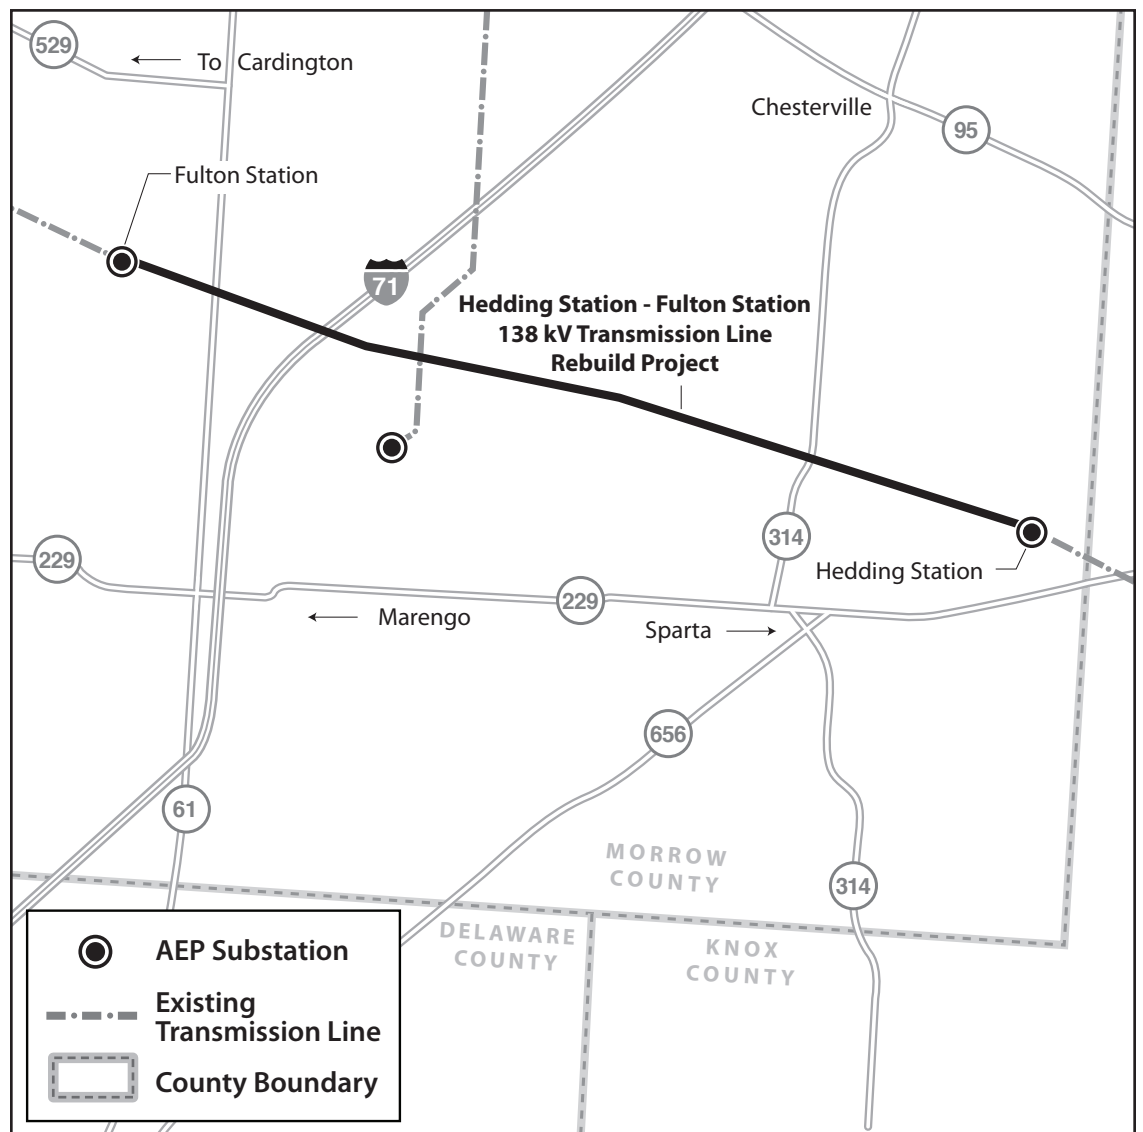 529
To Cardington
Chesterville
95
Fulton Station
71
Hedding Station - Fulton Station
138 kV Transmission Line
Rebuild Project
314
229
Hedding Station
229
Marengo
Sparta
656
61
MORROW
COUNTY
314
DELAWARE
COUNTY
KNOX
COUNTY
AEP Substation
Existing
Transmission Line
County Boundary